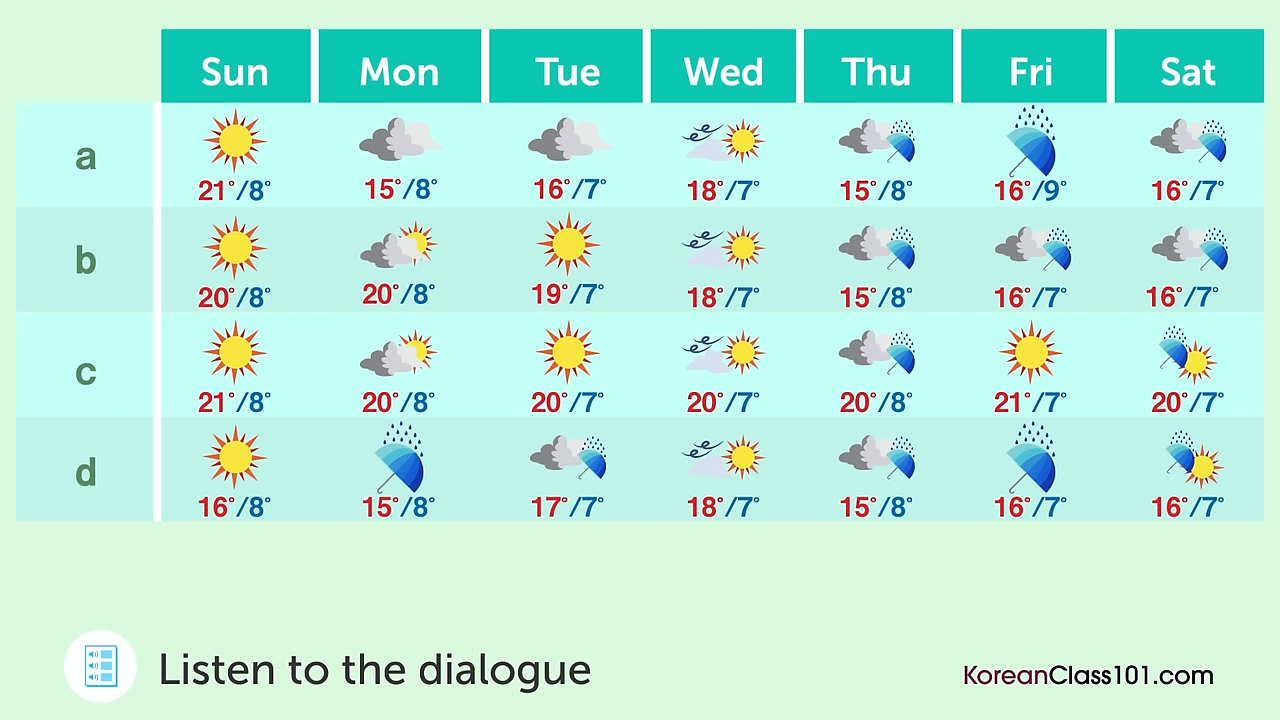 Sun Mon Tue Wed Thu Fri Sat
a 21°/8° 15°/8° 16°/7° 18°/7° 15°/8° 16°/9° 16°/7°
b 20°/8° 20°/8° 19°/7° 18°/7° 15°/8° 16°/7° 16°/7°
c 21°/8° 20°/8° 20°/7° 20°/7° 20°/8° 21°/7° 20°/7°
d 16°/8° 15°/8° 17°/7° 18°/7° 15°/8° 16°/7° 16°/7°
Listen to the dialogue
KoreanClass101.com